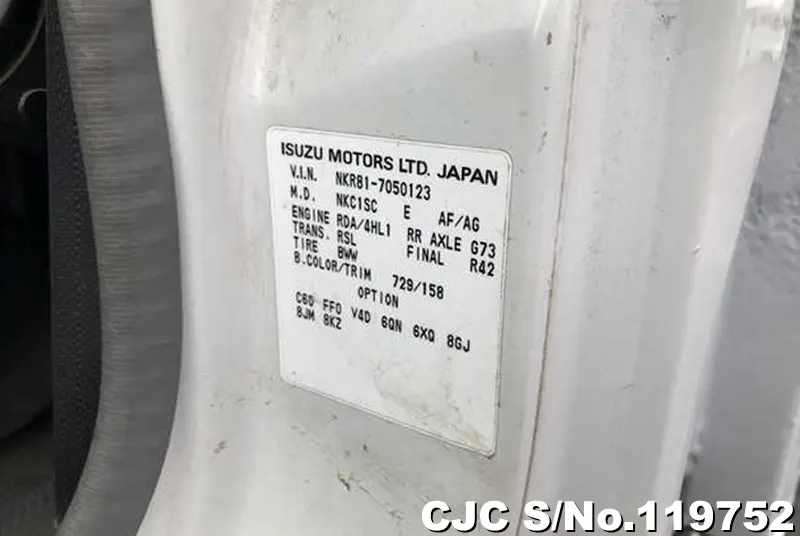 ISUZU MOTORS LTD. JAPAN
V.I.N. NKR81-7050123
M.D. NKC1SC E AF/AG
ENGINE RDA/4HL1 RR AXLE G73
TRANS. RSL FINAL R42
TIRE BWW
B.COLOR/TRIM 729/158
OPTION
C6D FF0 V4D 6QN 6XQ 8GJ
8JM 8KZ
CJC S/No.119752